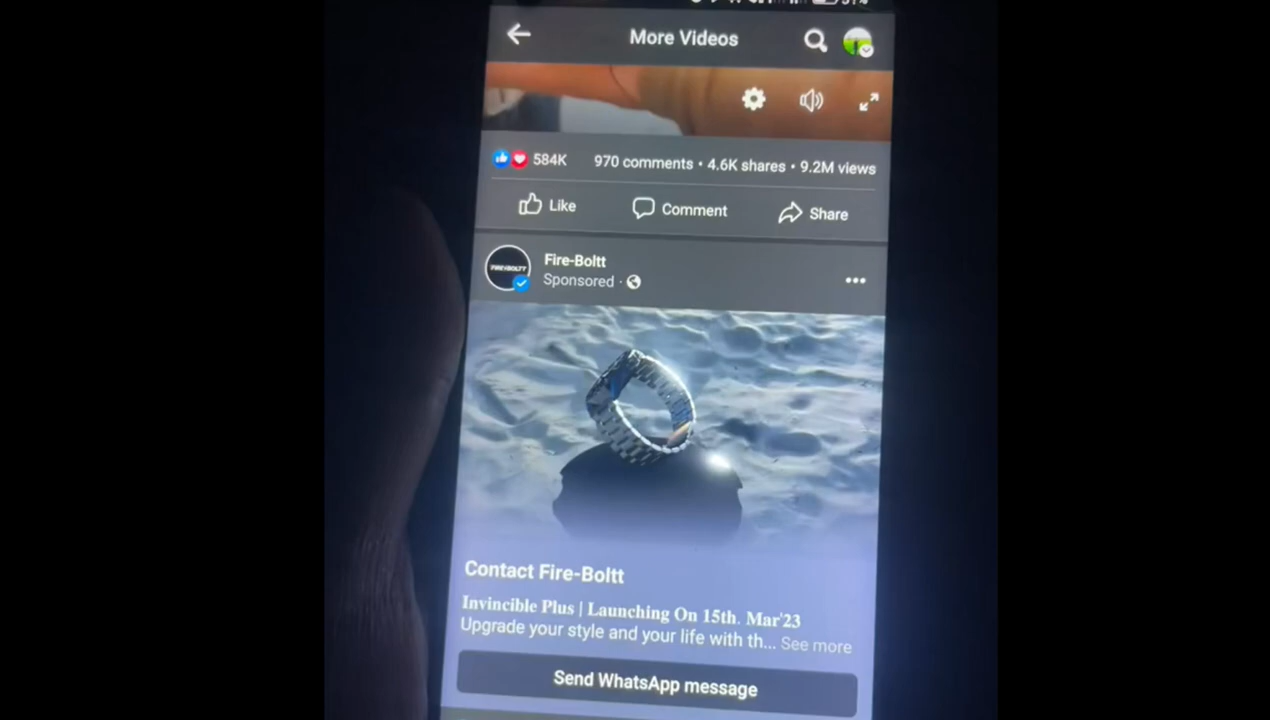 More Videos
584K 970 comments • 4.6K shares • 9.2M views
Like Comment Share
Fire-Boltt
FIRE-BOLTT
Sponsored ·
Contact Fire-Boltt
Invincible Plus | Launching On 15th. Mar'23
Upgrade your style and your life with th... See more
Send WhatsApp message